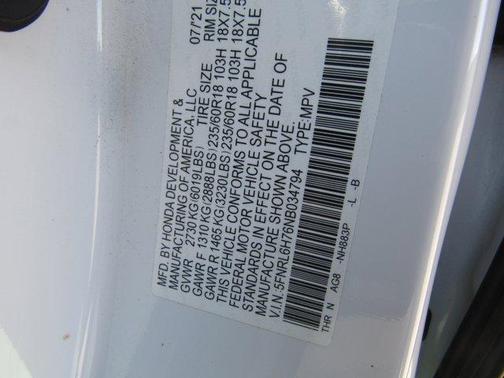 MFD. BY HONDA DEVELOPMENT &
MANUFACTURING OF AMERICA, LLC 07/21
GVWR 2730 KG(6019LBS) TIRE SIZE RIM SIZE
GAWR F 1310 KG(2888LBS)235/60R18 103H 18X7.5
GAWR R 1465 KG(3230LBS)235/60R18 103H 18X7.5
THIS VEHICLE CONFORMS TO ALL APPLICABLE
FEDERAL MOTOR VEHICLE SAFETY
STANDARDS IN EFFECT ON THE DATE OF
MANUFACTURE SHOWN ABOVE.
V.I.N.:5FNRL6H76NB034794 TYPE:MPV
THR N AG8 -NH883P -L -B